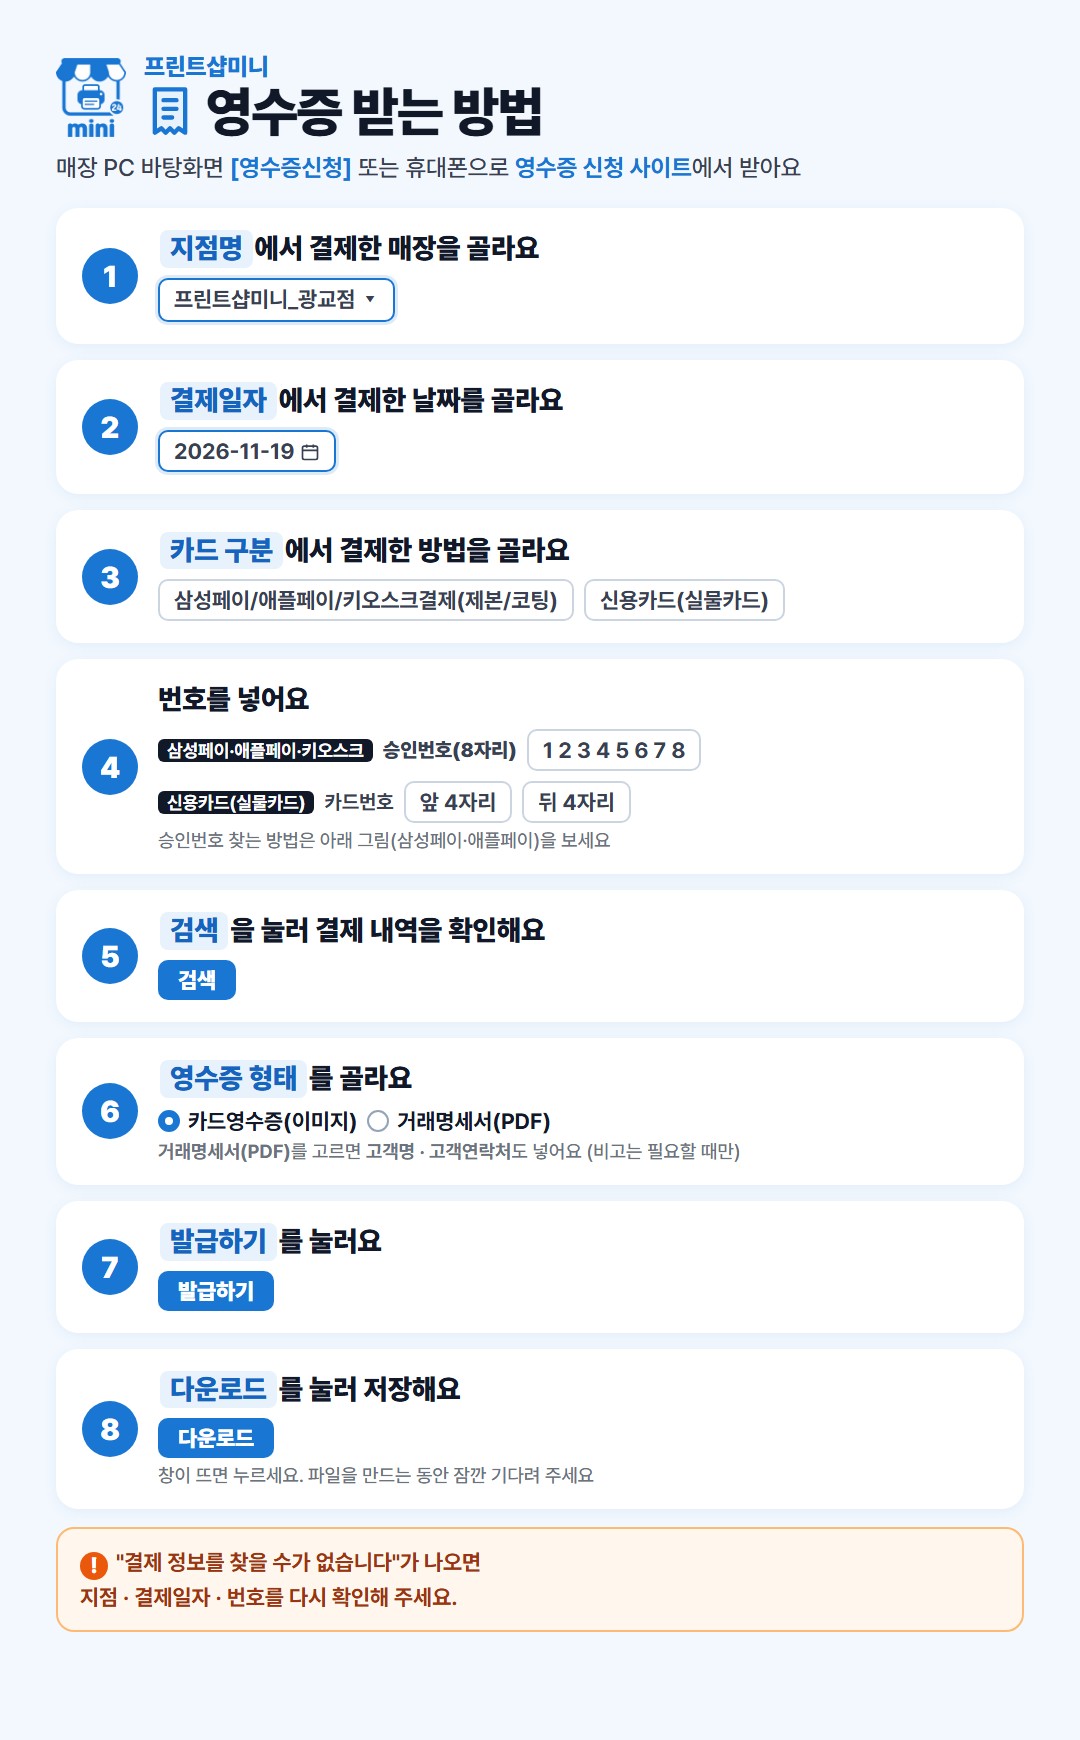 프린트샵미니
24
mini
영수증 받는 방법
매장 PC 바탕화면 [영수증신청] 또는 휴대폰으로 영수증 신청 사이트에서 받아요
1
지점명 에서 결제한 매장을 골라요
프린트샵미니_광교점
2
결제일자 에서 결제한 날짜를 골라요
2026-11-19
3
카드 구분 에서 결제한 방법을 골라요
삼성페이/애플페이/키오스크결제(제본/코팅) 신용카드(실물카드)
4
번호를 넣어요
삼성페이·애플페이·키오스크 승인번호(8자리) 1 2 3 4 5 6 7 8
신용카드(실물카드) 카드번호 앞 4자리 뒤 4자리
승인번호 찾는 방법은 아래 그림(삼성페이·애플페이)을 보세요
5
검색 을 눌러 결제 내역을 확인해요
검색
6
영수증 형태 를 골라요
카드영수증(이미지) 거래명세서(PDF)
거래명세서(PDF)를 고르면 고객명 · 고객연락처도 넣어요 (비고는 필요할 때만)
7
발급하기 를 눌러요
발급하기
8
다운로드 를 눌러 저장해요
다운로드
창이 뜨면 누르세요. 파일을 만드는 동안 잠깐 기다려 주세요
! "결제 정보를 찾을 수가 없습니다"가 나오면
지점 · 결제일자 · 번호를 다시 확인해 주세요.